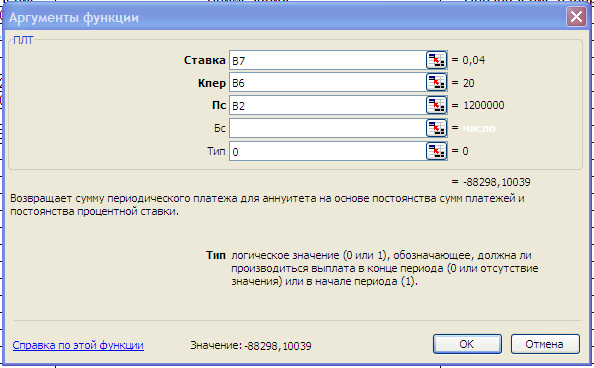 Аргументы функции
ПЛТ
Ставка B7 = 0,04
Кпер B6 = 20
Пс B2 = 1200000
Бс = число
Тип 0 = 0
= -88298,10039
Возвращает сумму периодического платежа для аннуитета на основе постоянства сумм платежей и
постоянства процентной ставки.
Тип логическое значение (0 или 1), обозначающее, должна ли
производиться выплата в конце периода (0 или отсутствие
значения) или в начале периода (1).
Справка по этой функции Значение: -88298,10039 ОК Отмена